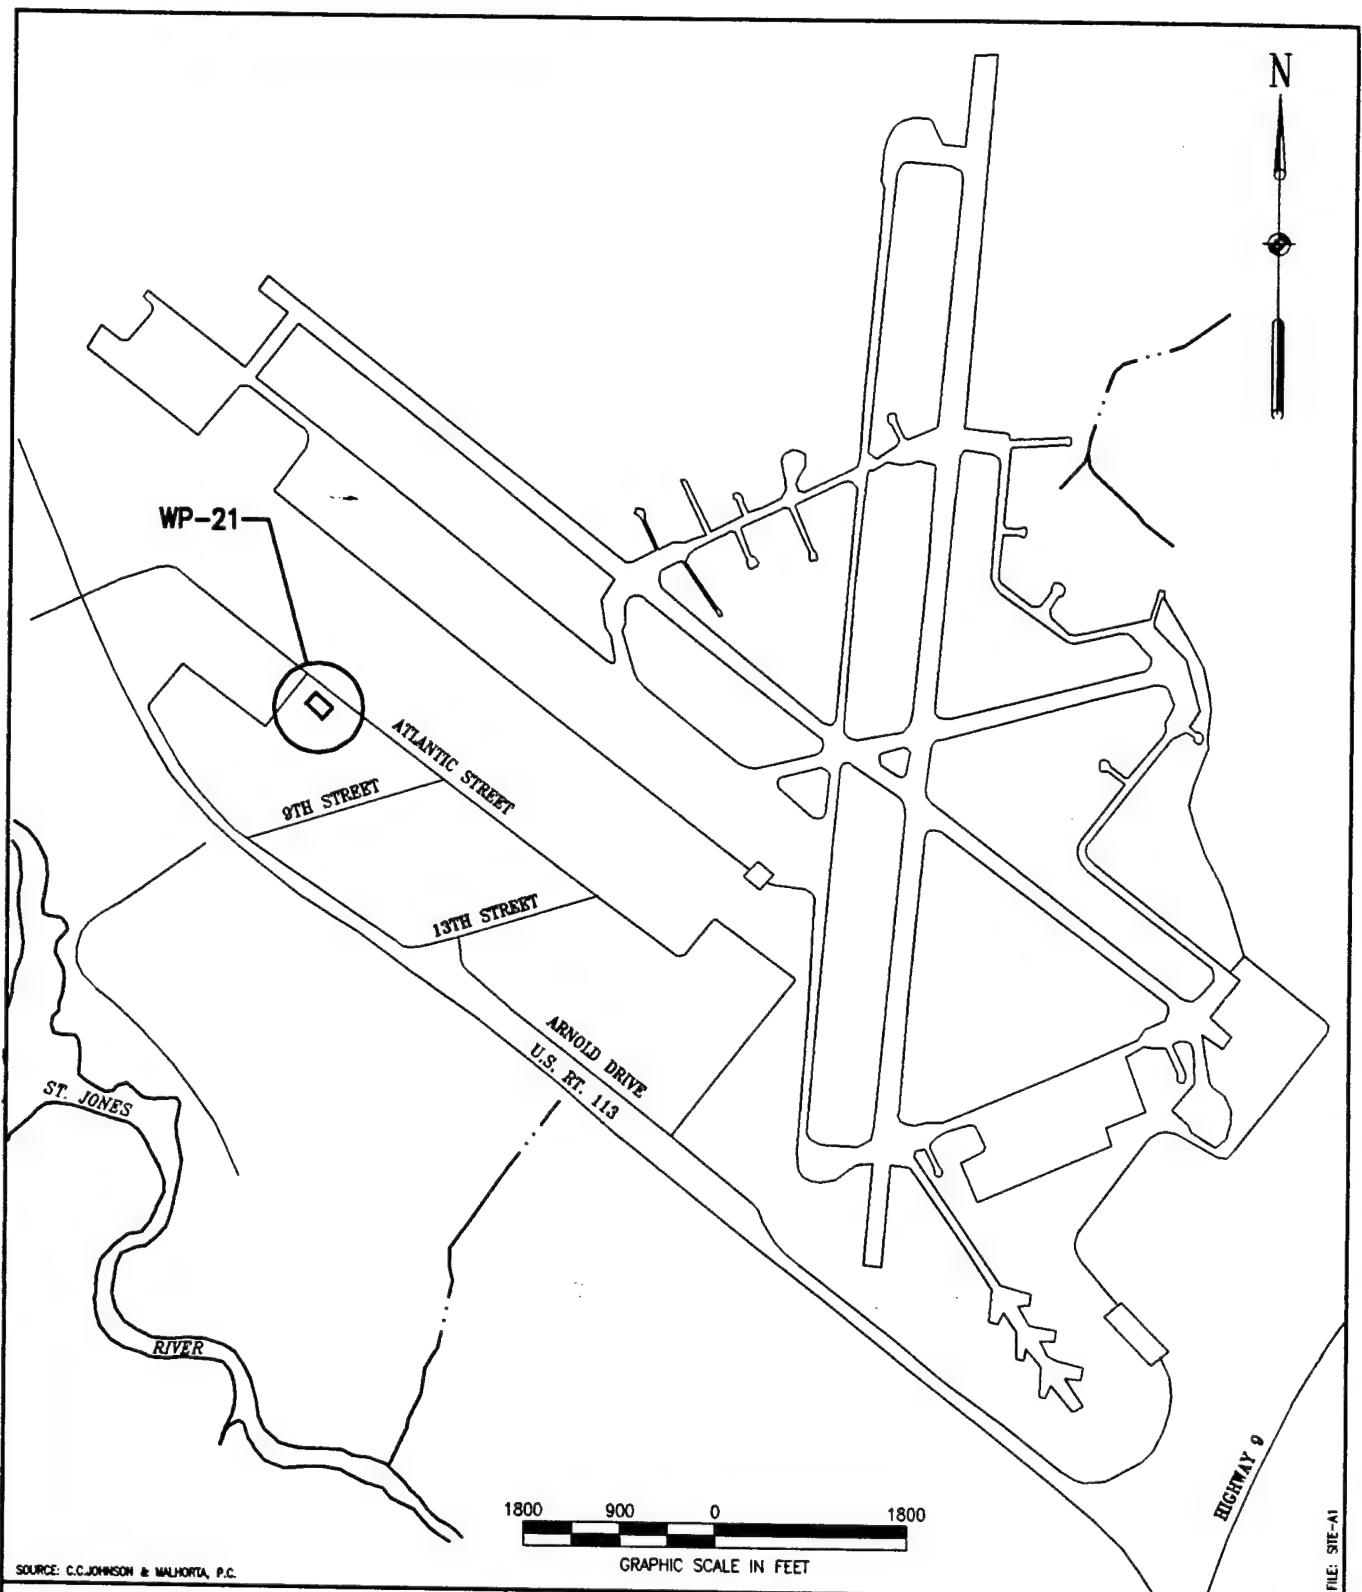 N
WP-21
ATLANTIC STREET
9TH STREET
13TH STREET
ARNOLD DRIVE
U.S. RT. 113
ST. JONES
RIVER
HIGHWAY 9
1800 900 0 1800
GRAPHIC SCALE IN FEET
SOURCE: C.C.JOHNSON & MALHORTA, P.C.
FILE: SITE-A1